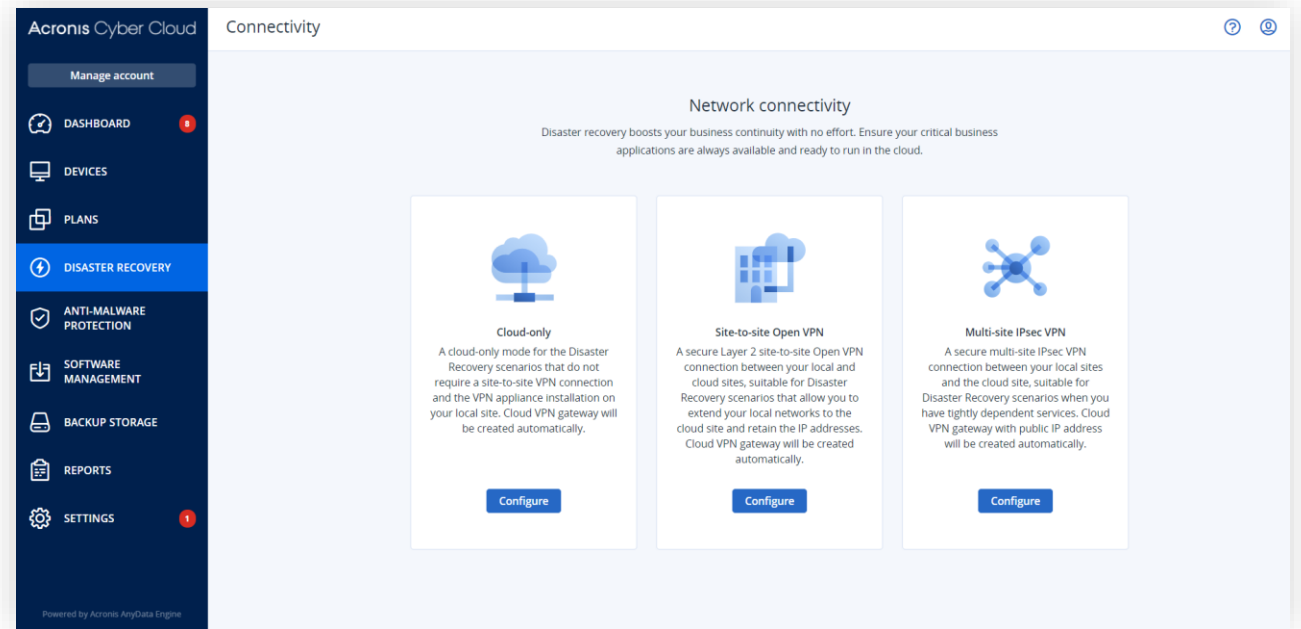 Acronis Cyber Cloud
Manage account
DASHBOARD
8
DEVICES
PLANS
DISASTER RECOVERY
ANTI-MALWARE
PROTECTION
SOFTWARE
MANAGEMENT
BACKUP STORAGE
REPORTS
SETTINGS
1
Powered by Acronis AnyData Engine
Connectivity
?
Network connectivity
Disaster recovery boosts your business continuity with no effort. Ensure your critical business
applications are always available and ready to run in the cloud.
Cloud-only
A cloud-only mode for the Disaster
Recovery scenarios that do not
require a site-to-site VPN connection
and the VPN appliance installation on
your local site. Cloud VPN gateway will
be created automatically.
Configure
Site-to-site Open VPN
A secure Layer 2 site-to-site Open VPN
connection between your local and
cloud sites, suitable for Disaster
Recovery scenarios that allow you to
extend your local networks to the
cloud site and retain the IP addresses.
Cloud VPN gateway will be created
automatically.
Configure
Multi-site IPsec VPN
A secure multi-site IPsec VPN
connection between your local sites
and the cloud site, suitable for
Disaster Recovery scenarios when you
have tightly dependent services. Cloud
VPN gateway with public IP address
will be created automatically.
Configure